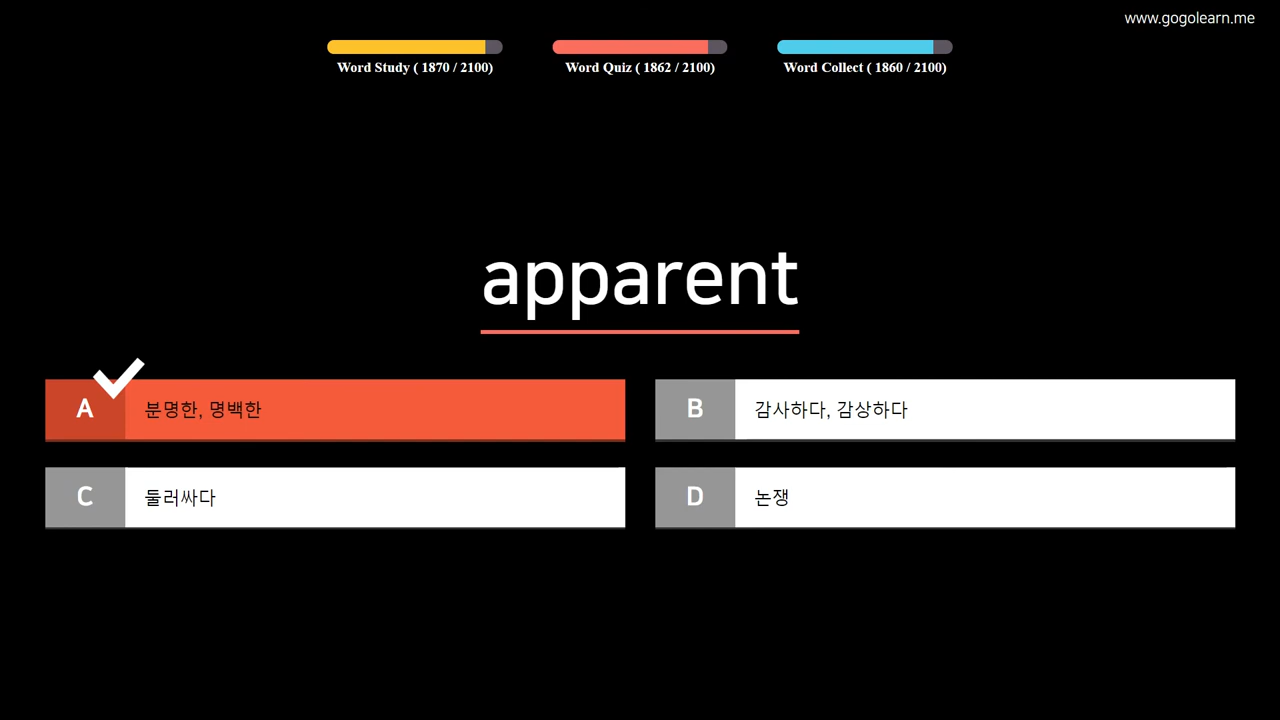 www.gogolearn.me
Word Study ( 1870 / 2100)
Word Quiz ( 1862 / 2100)
Word Collect ( 1860 / 2100)
apparent
A 분명한, 명백한
B 감사하다, 감상하다
C 둘러싸다
D 논쟁